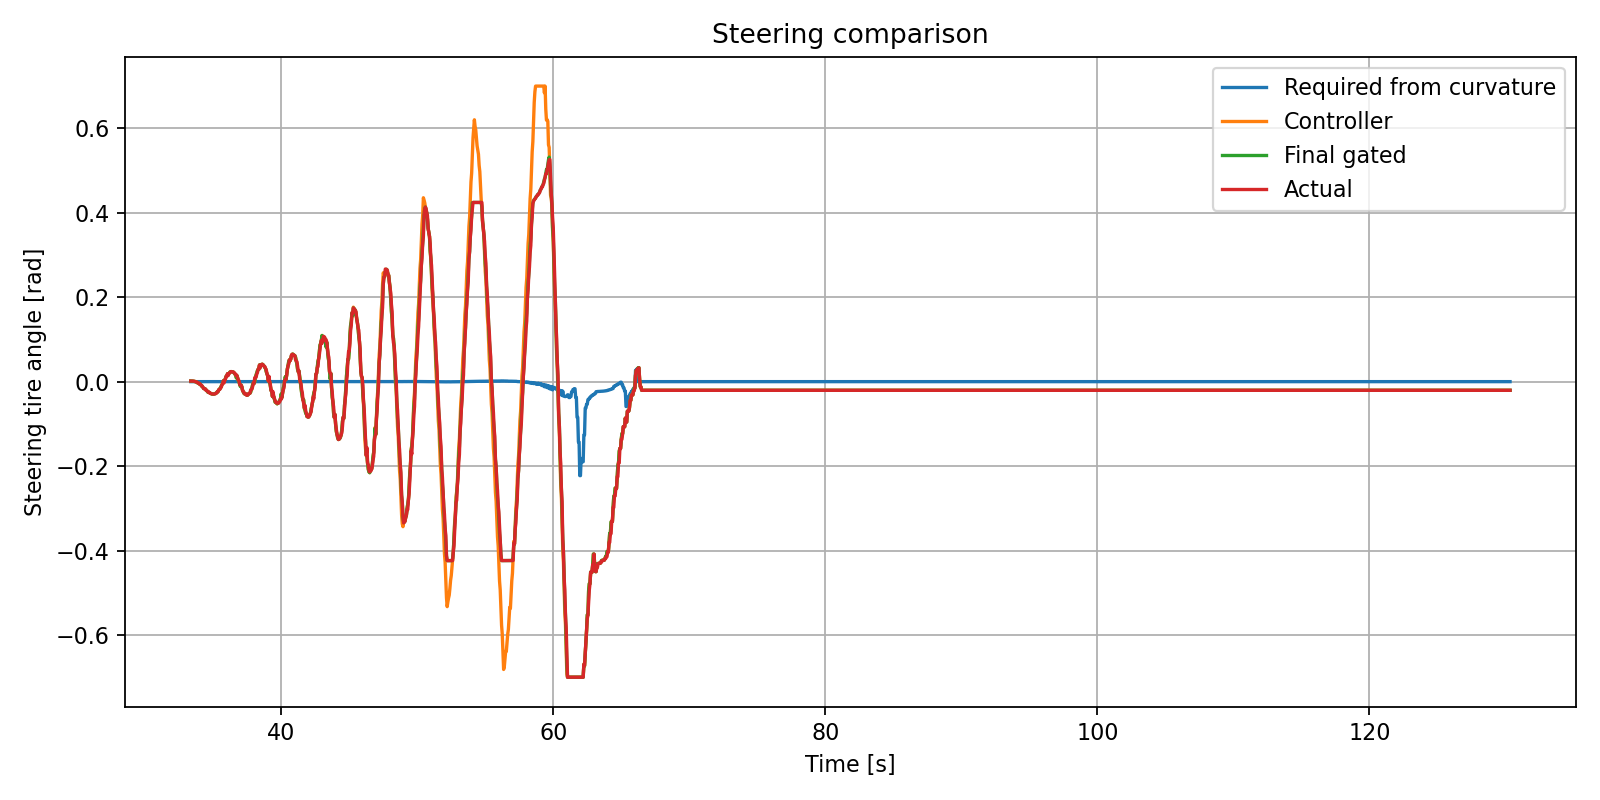 Steering comparison
Required from curvature
Controller
Final gated
Actual
Steering tire angle [rad]
0.6
0.4
0.2
0.0
−0.2
−0.4
−0.6
40
60
80
100
120
Time [s]